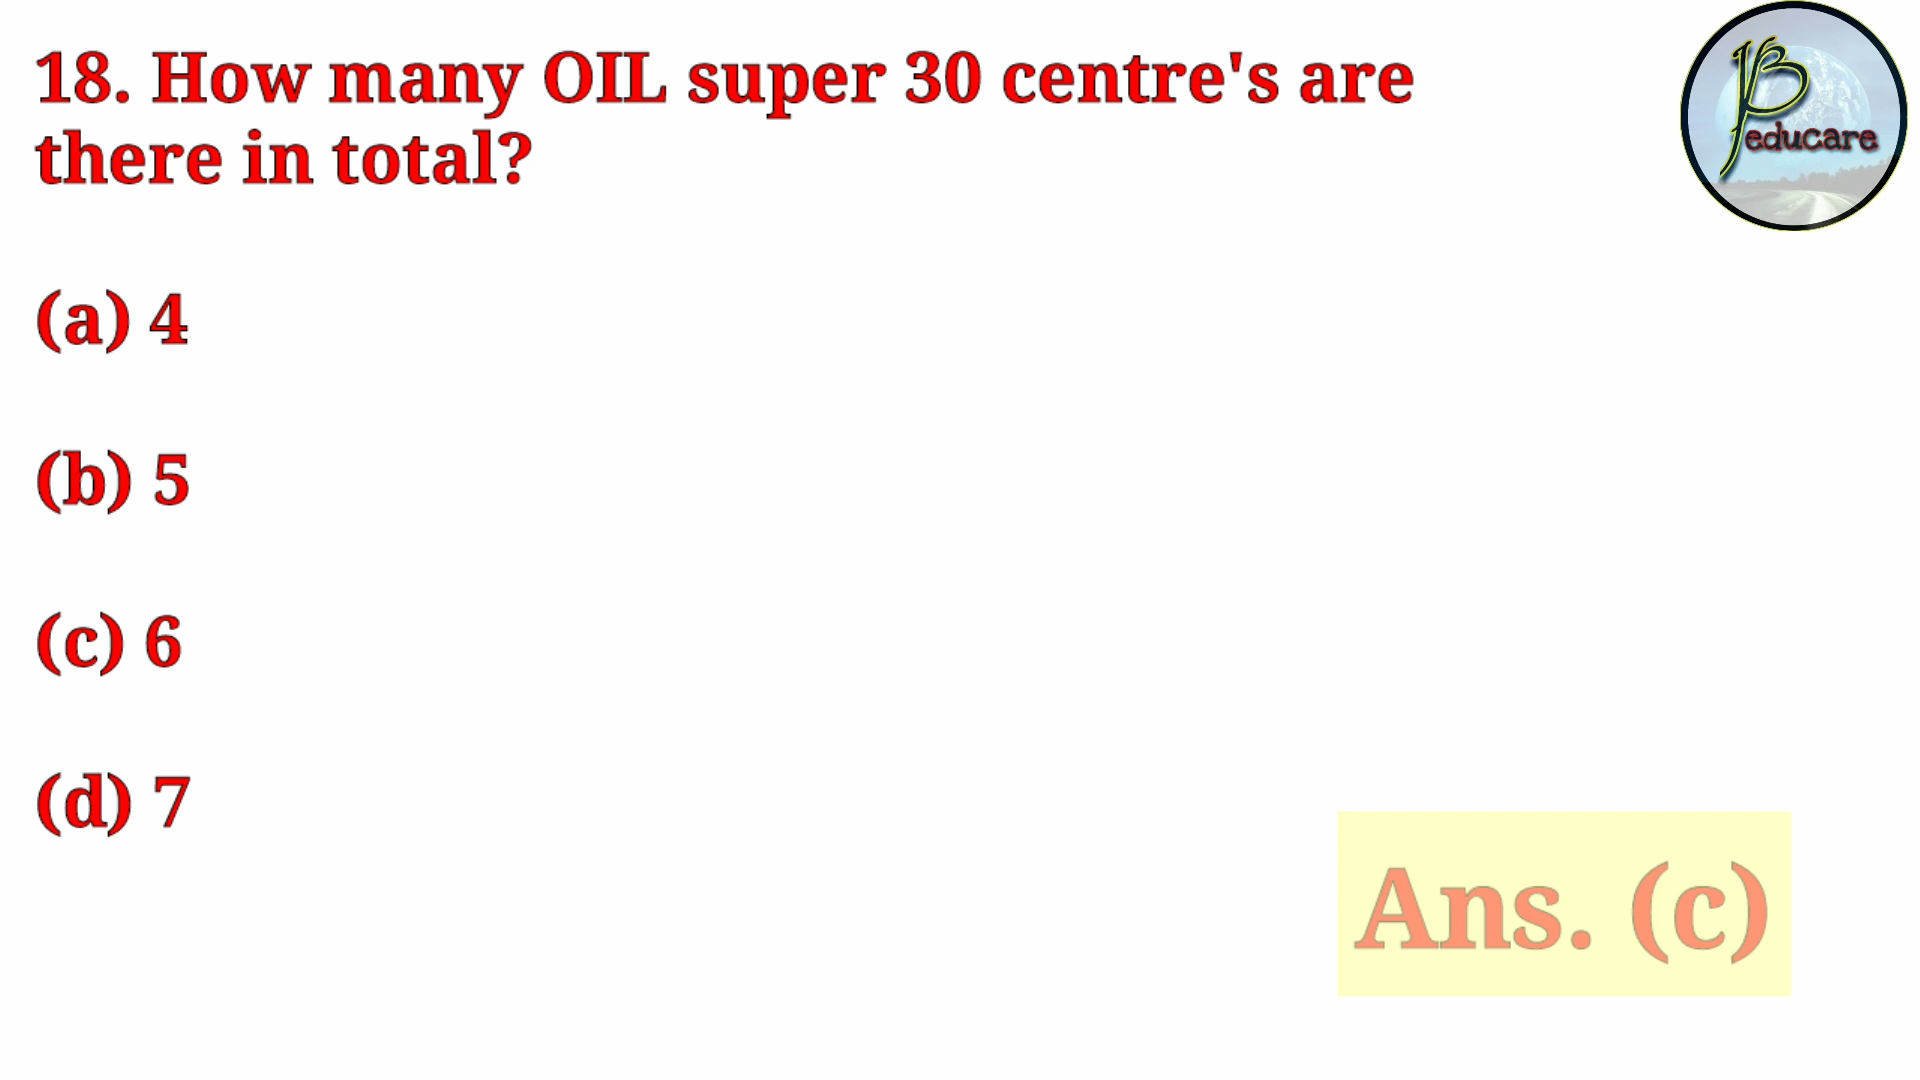 18. How many OIL super 30 centre's are
there in total?
(a) 4
(b) 5
(c) 6
(d) 7
Ans. (c)
educare